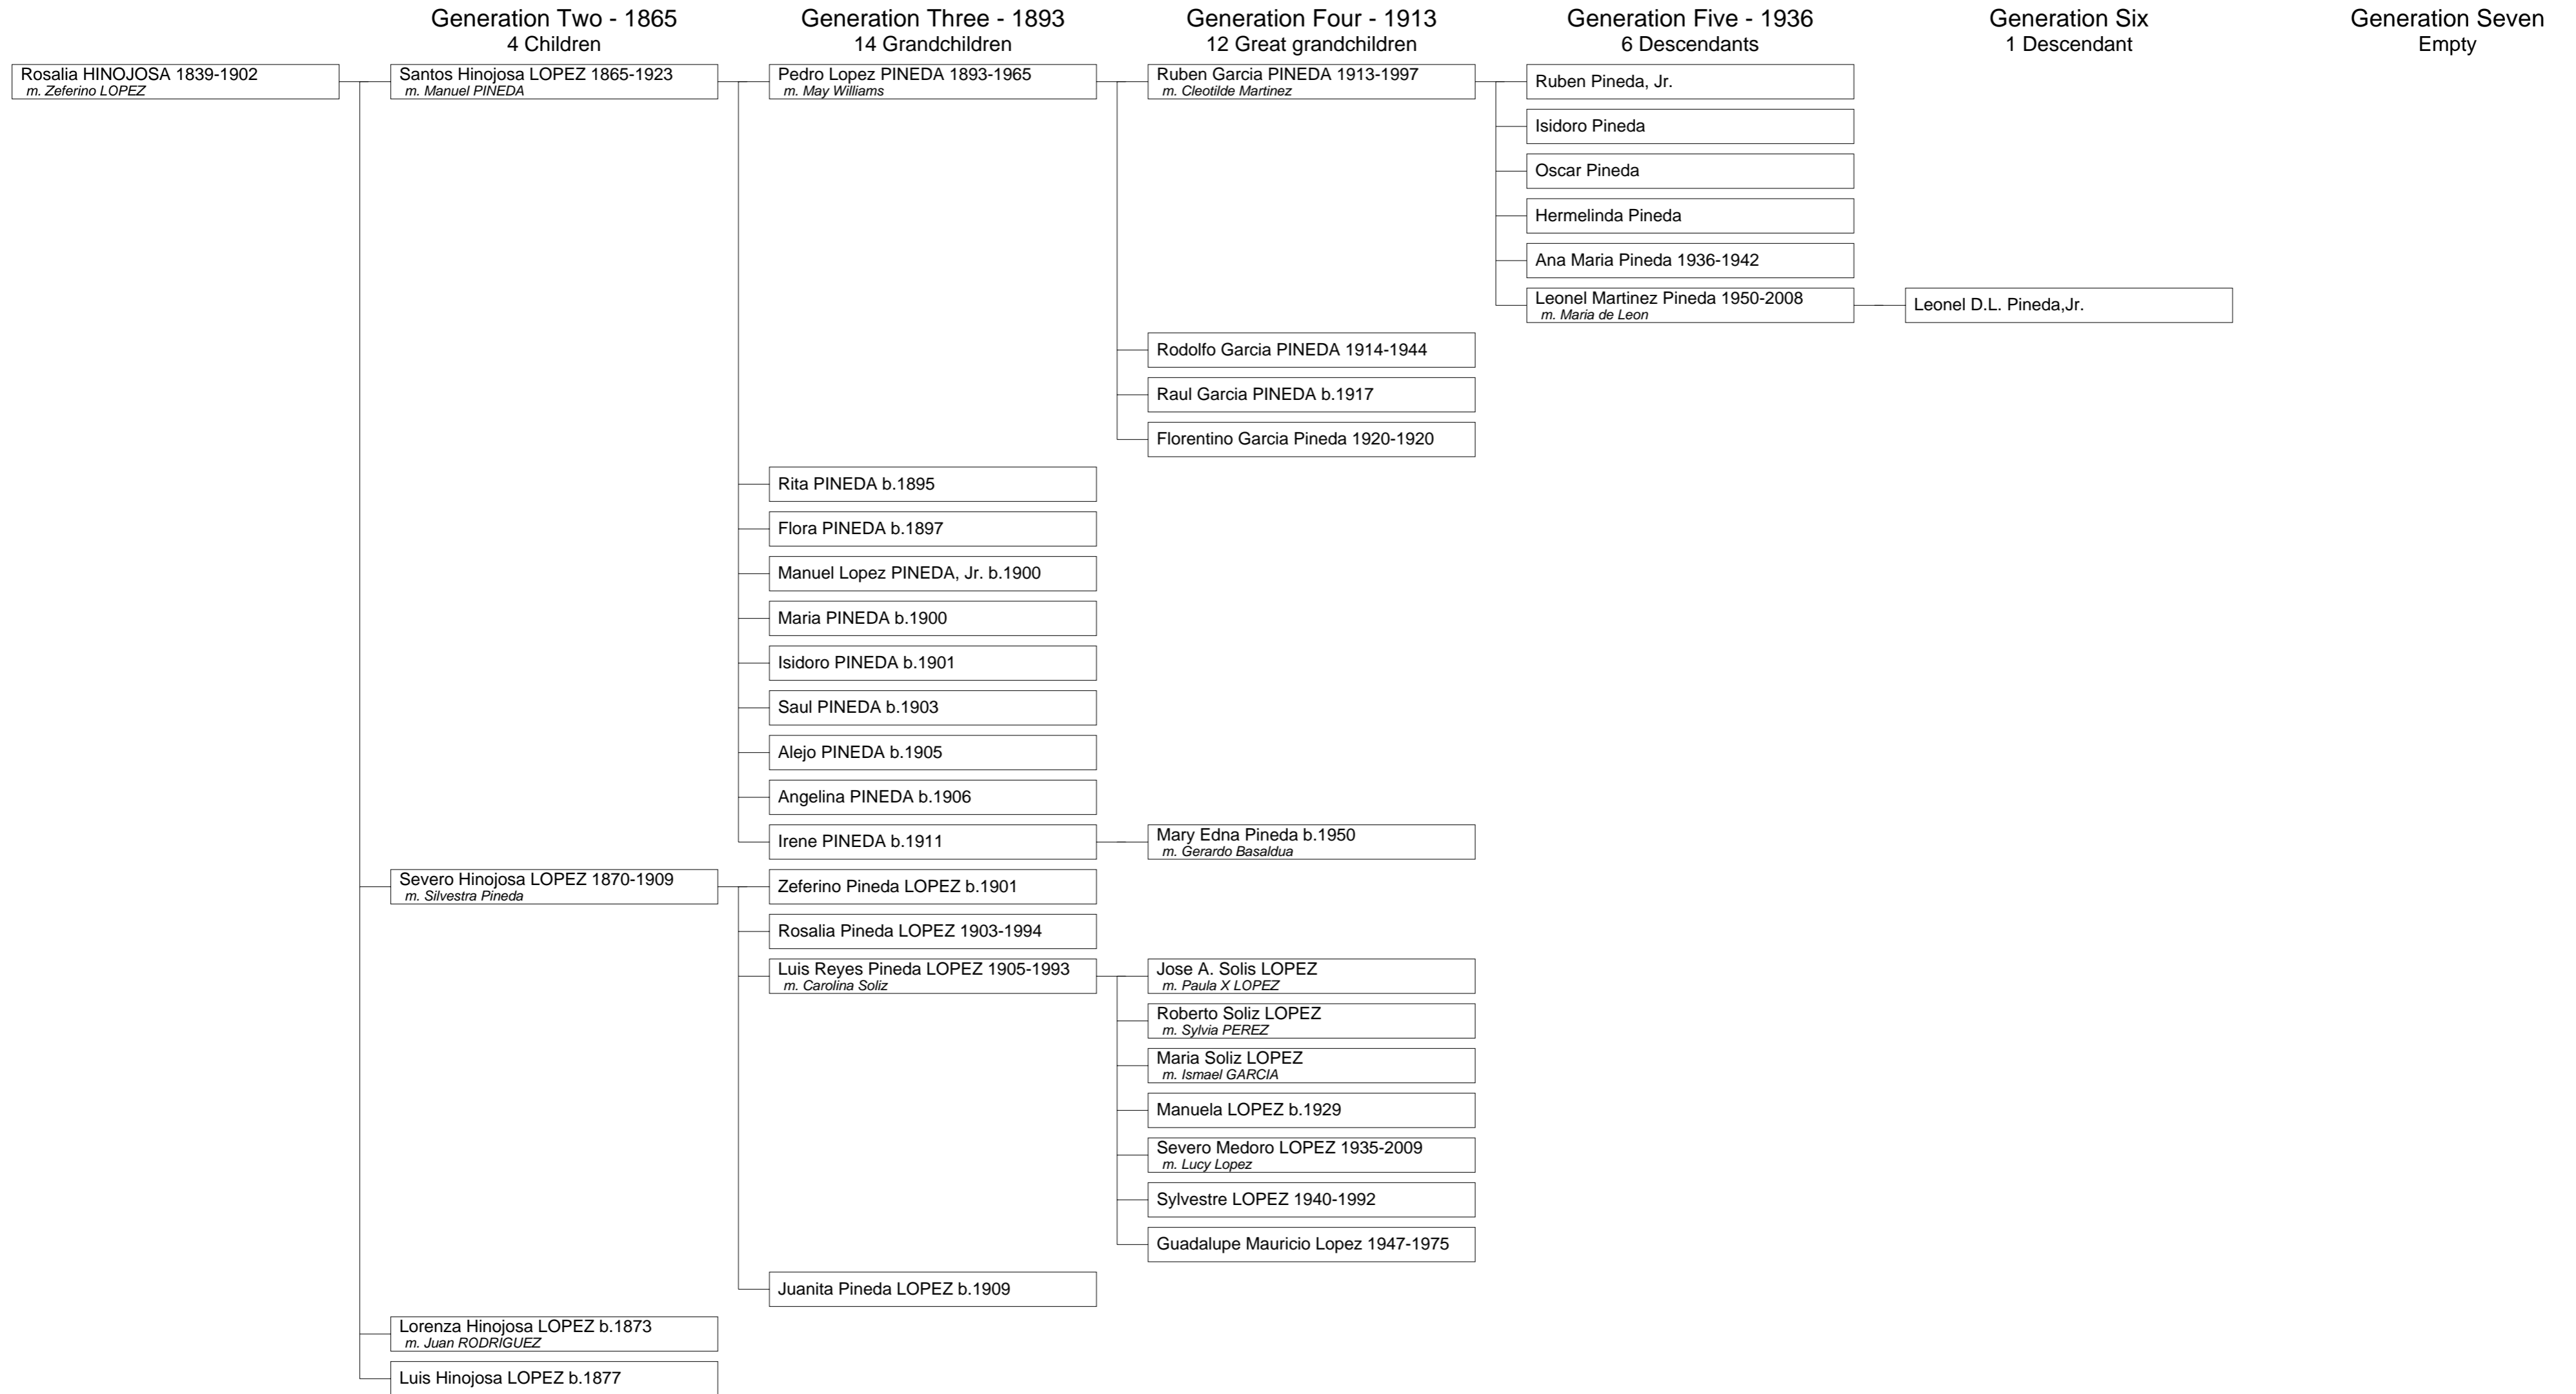 Generation Two - 1865
4 Children
Generation Three - 1893
14 Grandchildren
Generation Four - 1913
12 Great grandchildren
Generation Five - 1936
6 Descendants
Generation Six
1 Descendant
Generation Seven
Empty
Rosalia HINOJOSA 1839-1902
m. Zeferino LOPEZ
Santos Hinojosa LOPEZ 1865-1923
m. Manuel PINEDA
Pedro Lopez PINEDA 1893-1965
m. May Williams
Ruben Garcia PINEDA 1913-1997
m. Cleotilde Martinez
Ruben Pineda, Jr.
Isidoro Pineda
Oscar Pineda
Hermelinda Pineda
Ana Maria Pineda 1936-1942
Leonel Martinez Pineda 1950-2008
m. Maria de Leon
Leonel D.L. Pineda,Jr.
Rodolfo Garcia PINEDA 1914-1944
Raul Garcia PINEDA b.1917
Florentino Garcia Pineda 1920-1920
Rita PINEDA b.1895
Flora PINEDA b.1897
Manuel Lopez PINEDA, Jr. b.1900
Maria PINEDA b.1900
Isidoro PINEDA b.1901
Saul PINEDA b.1903
Alejo PINEDA b.1905
Angelina PINEDA b.1906
Irene PINEDA b.1911
Mary Edna Pineda b.1950
m. Gerardo Basaldua
Severo Hinojosa LOPEZ 1870-1909
m. Silvestra Pineda
Zeferino Pineda LOPEZ b.1901
Rosalia Pineda LOPEZ 1903-1994
Luis Reyes Pineda LOPEZ 1905-1993
m. Carolina Soliz
Jose A. Solis LOPEZ
m. Paula X LOPEZ
Roberto Soliz LOPEZ
m. Sylvia PEREZ
Maria Soliz LOPEZ
m. Ismael GARCIA
Manuela LOPEZ b.1929
Severo Medoro LOPEZ 1935-2009
m. Lucy Lopez
Sylvestre LOPEZ 1940-1992
Guadalupe Mauricio Lopez 1947-1975
Juanita Pineda LOPEZ b.1909
Lorenza Hinojosa LOPEZ b.1873
m. Juan RODRIGUEZ
Luis Hinojosa LOPEZ b.1877